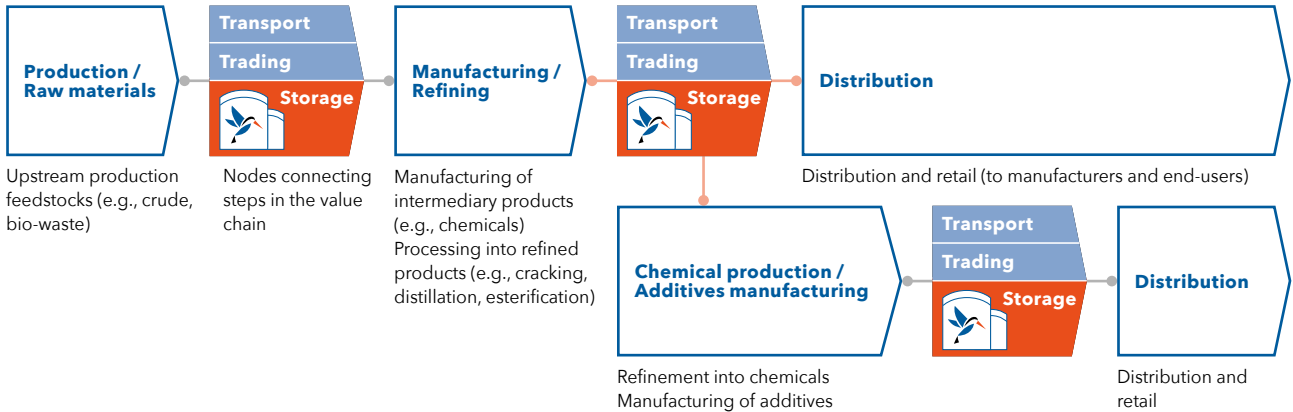 Production /
Raw materials
Upstream production
feedstocks (e.g., crude,
bio-waste)
Transport
Trading
Storage
Nodes connecting
steps in the value
chain
Manufacturing /
Refining
Manufacturing of
intermediary products
(e.g., chemicals)
Processing into refined
products (e.g., cracking,
distillation, esterification)
Transport
Trading
Storage
Distribution
Distribution and retail (to manufacturers and end-users)
Chemical production /
Additives manufacturing
Refinement into chemicals
Manufacturing of additives
Transport
Trading
Storage
Distribution
Distribution and
retail